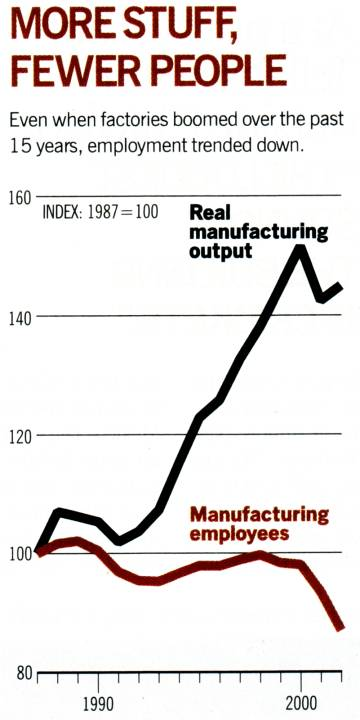 MORE STUFF,
FEWER PEOPLE
Even when factories boomed over the past
15 years, employment trended down.
160
INDEX: 1987=100
Real
manufacturing
output
140
120
Manufacturing
employees
100
80
1990
2000